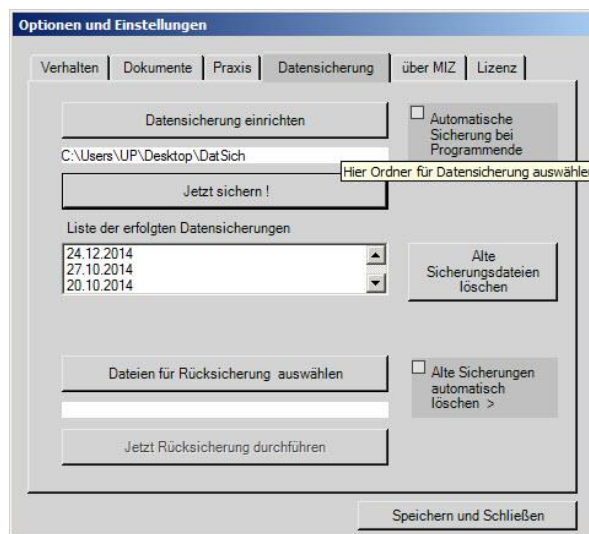 Optionen und Einstellungen
Verhalten Dokumente Praxis Datensicherung über MIZ Lizenz
Datensicherung einrichten
Automatische
Sicherung bei
Programmende
C:\Users\UP\Desktop\DatSich
Hier Ordner für Datensicherung auswähle
Jetzt sichern !
Liste der erfolgten Datensicherungen
24.12.2014
27.10.2014
20.10.2014
Alte
Sicherungsdateien
löschen
Dateien für Rücksicherung auswählen
Alte Sicherungen
automatisch
löschen >
Jetzt Rücksicherung durchführen
Speichern und Schließen